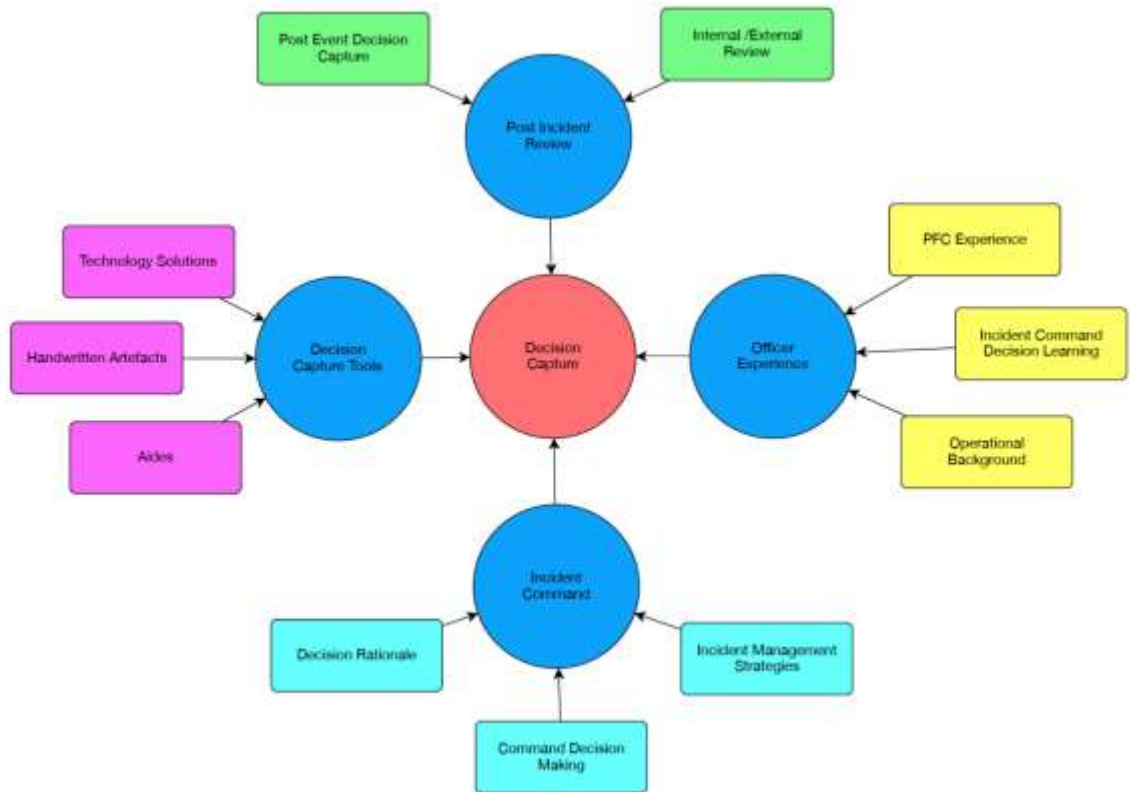 Post Event Decision
Capture
Internal /External
Review
Post Incident
Review
Technology Solutions
PFC Experience
Handwritten Artefacts
Decision
Capture Tools
Decision
Capture
Officer
Experience
Incident Command
Decision Learning
Aides
Operational
Background
Incident
Command
Decision Rationale
Incident Management
Strategies
Command Decision
Making